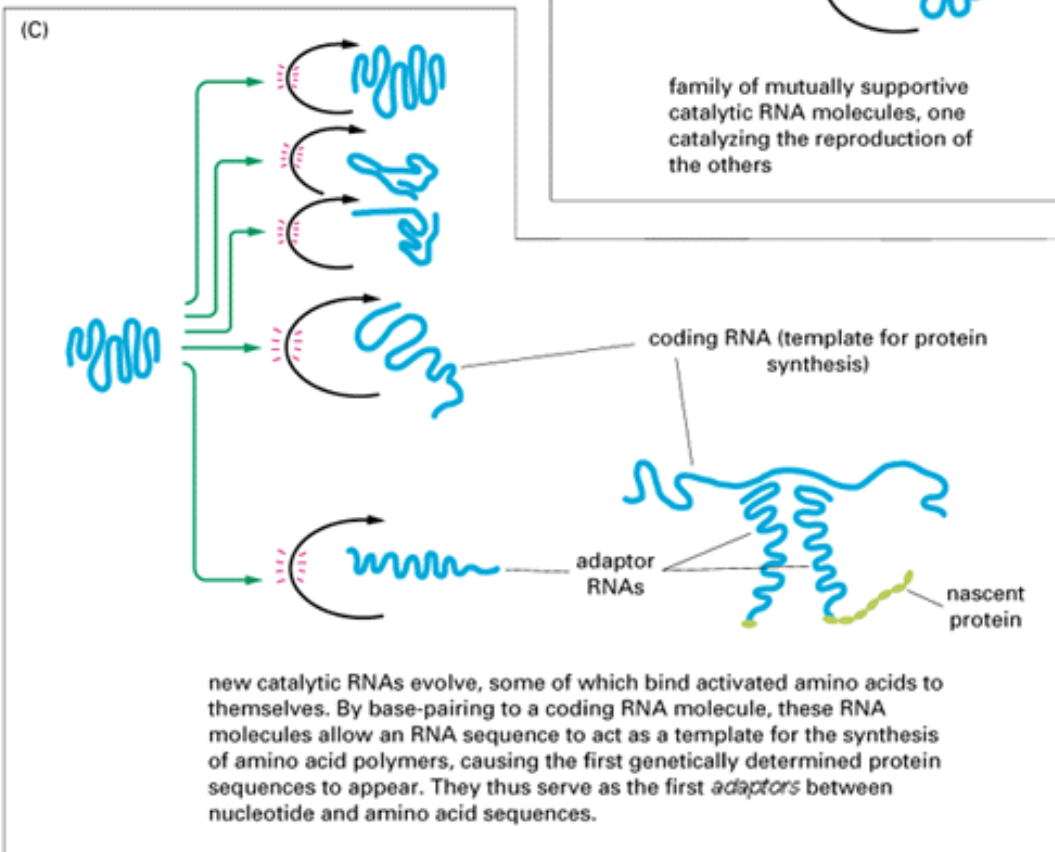 (C)
family of mutually supportive
catalytic RNA molecules, one
catalyzing the reproduction of
the others
coding RNA (template for protein
synthesis)
adaptor
RNAs
nascent
protein
new catalytic RNAs evolve, some of which bind activated amino acids to
themselves. By base-pairing to a coding RNA molecule, these RNA
molecules allow an RNA sequence to act as a template for the synthesis
of amino acid polymers, causing the first genetically determined protein
sequences to appear. They thus serve as the first adaptors between
nucleotide and amino acid sequences.